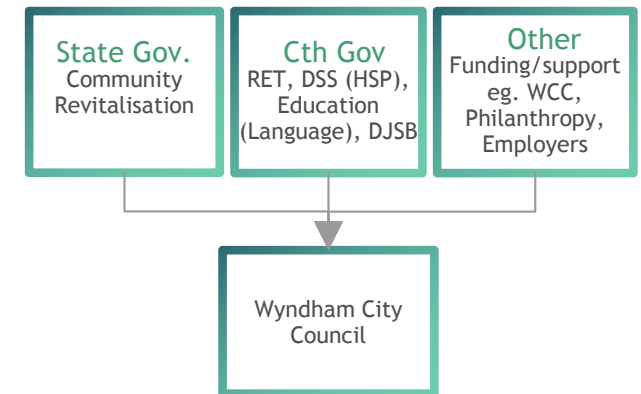 State Gov.
Community
Revitalisation
Cth Gov
RET, DSS (HSP),
Education
(Language), DJSB
Other
Funding/support
eg. WCC,
Philanthropy,
Employers
Wyndham City
Council